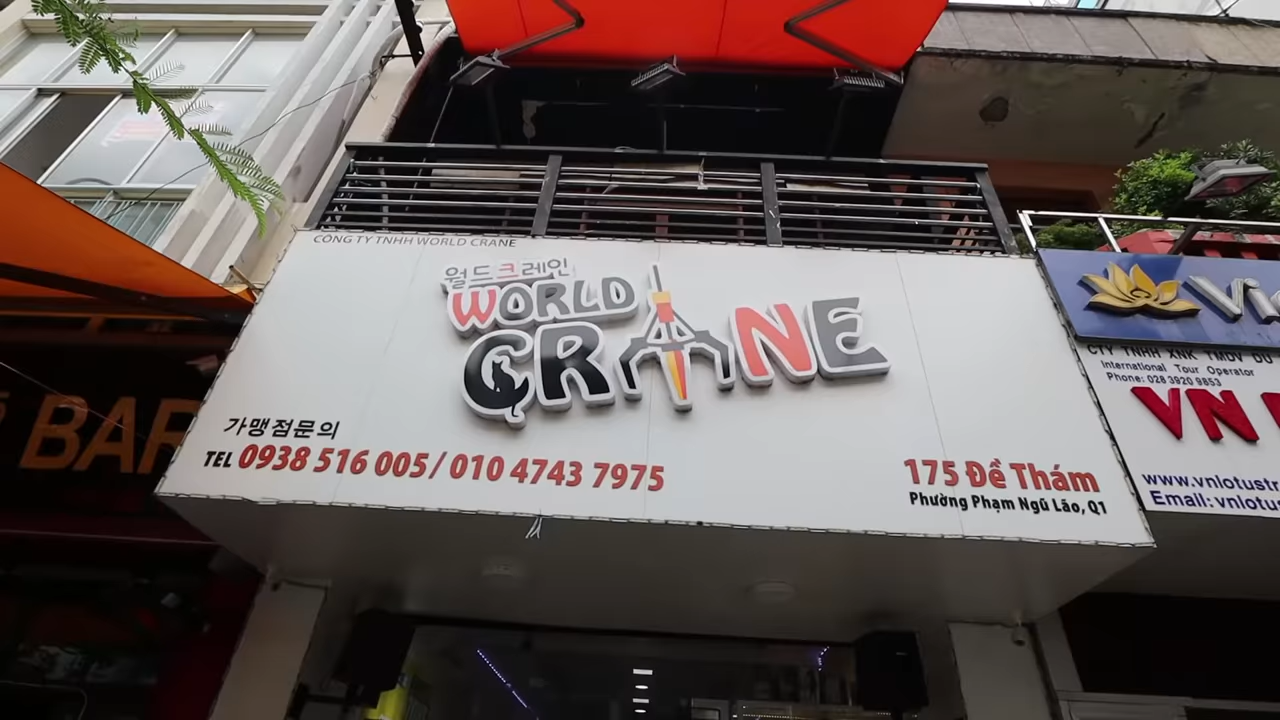 CÔNG TY TNHH WORLD CRANE
월드크레인
WORLD
CRANE
가맹점문의
TEL 0938 516 005 / 010 4743 7975
175 Đề Thám
Phường Phạm Ngũ Lão, Q1
BAR
CTY TNHH XNK TMDV DU
International Tour Operator
Phone: 028 3920 9853
VN
www.vnlotustr
Email: vnlotus